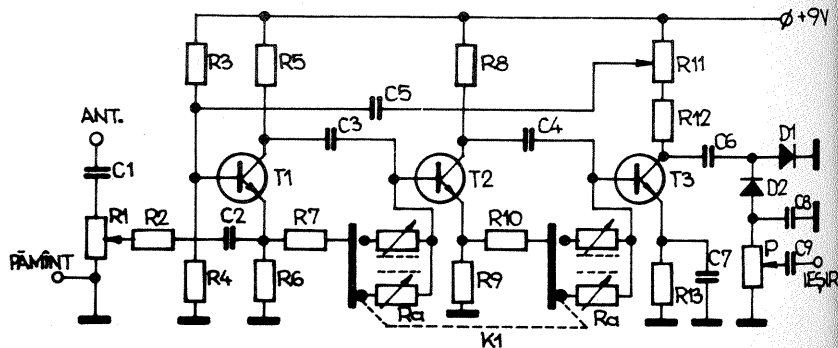 Ø +9V
R3
R5
R8
R11
C5
R12
ANT.
C3
C4
C6
D1
C1
T1
T2
T3
D2
R1
R2
C2
R7
R10
C8
PĂMÎNT
P
C9
IEŞIR
R4
R6
Ra
R9
Ra
R13
C7
K1